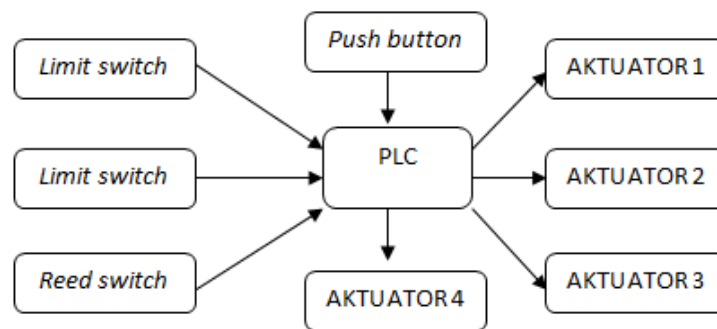 Push button
Limit switch
AKTUATOR 1
PLC
Limit switch
AKTUATOR 2
Reed switch
AKTUATOR 3
AKTUATOR 4